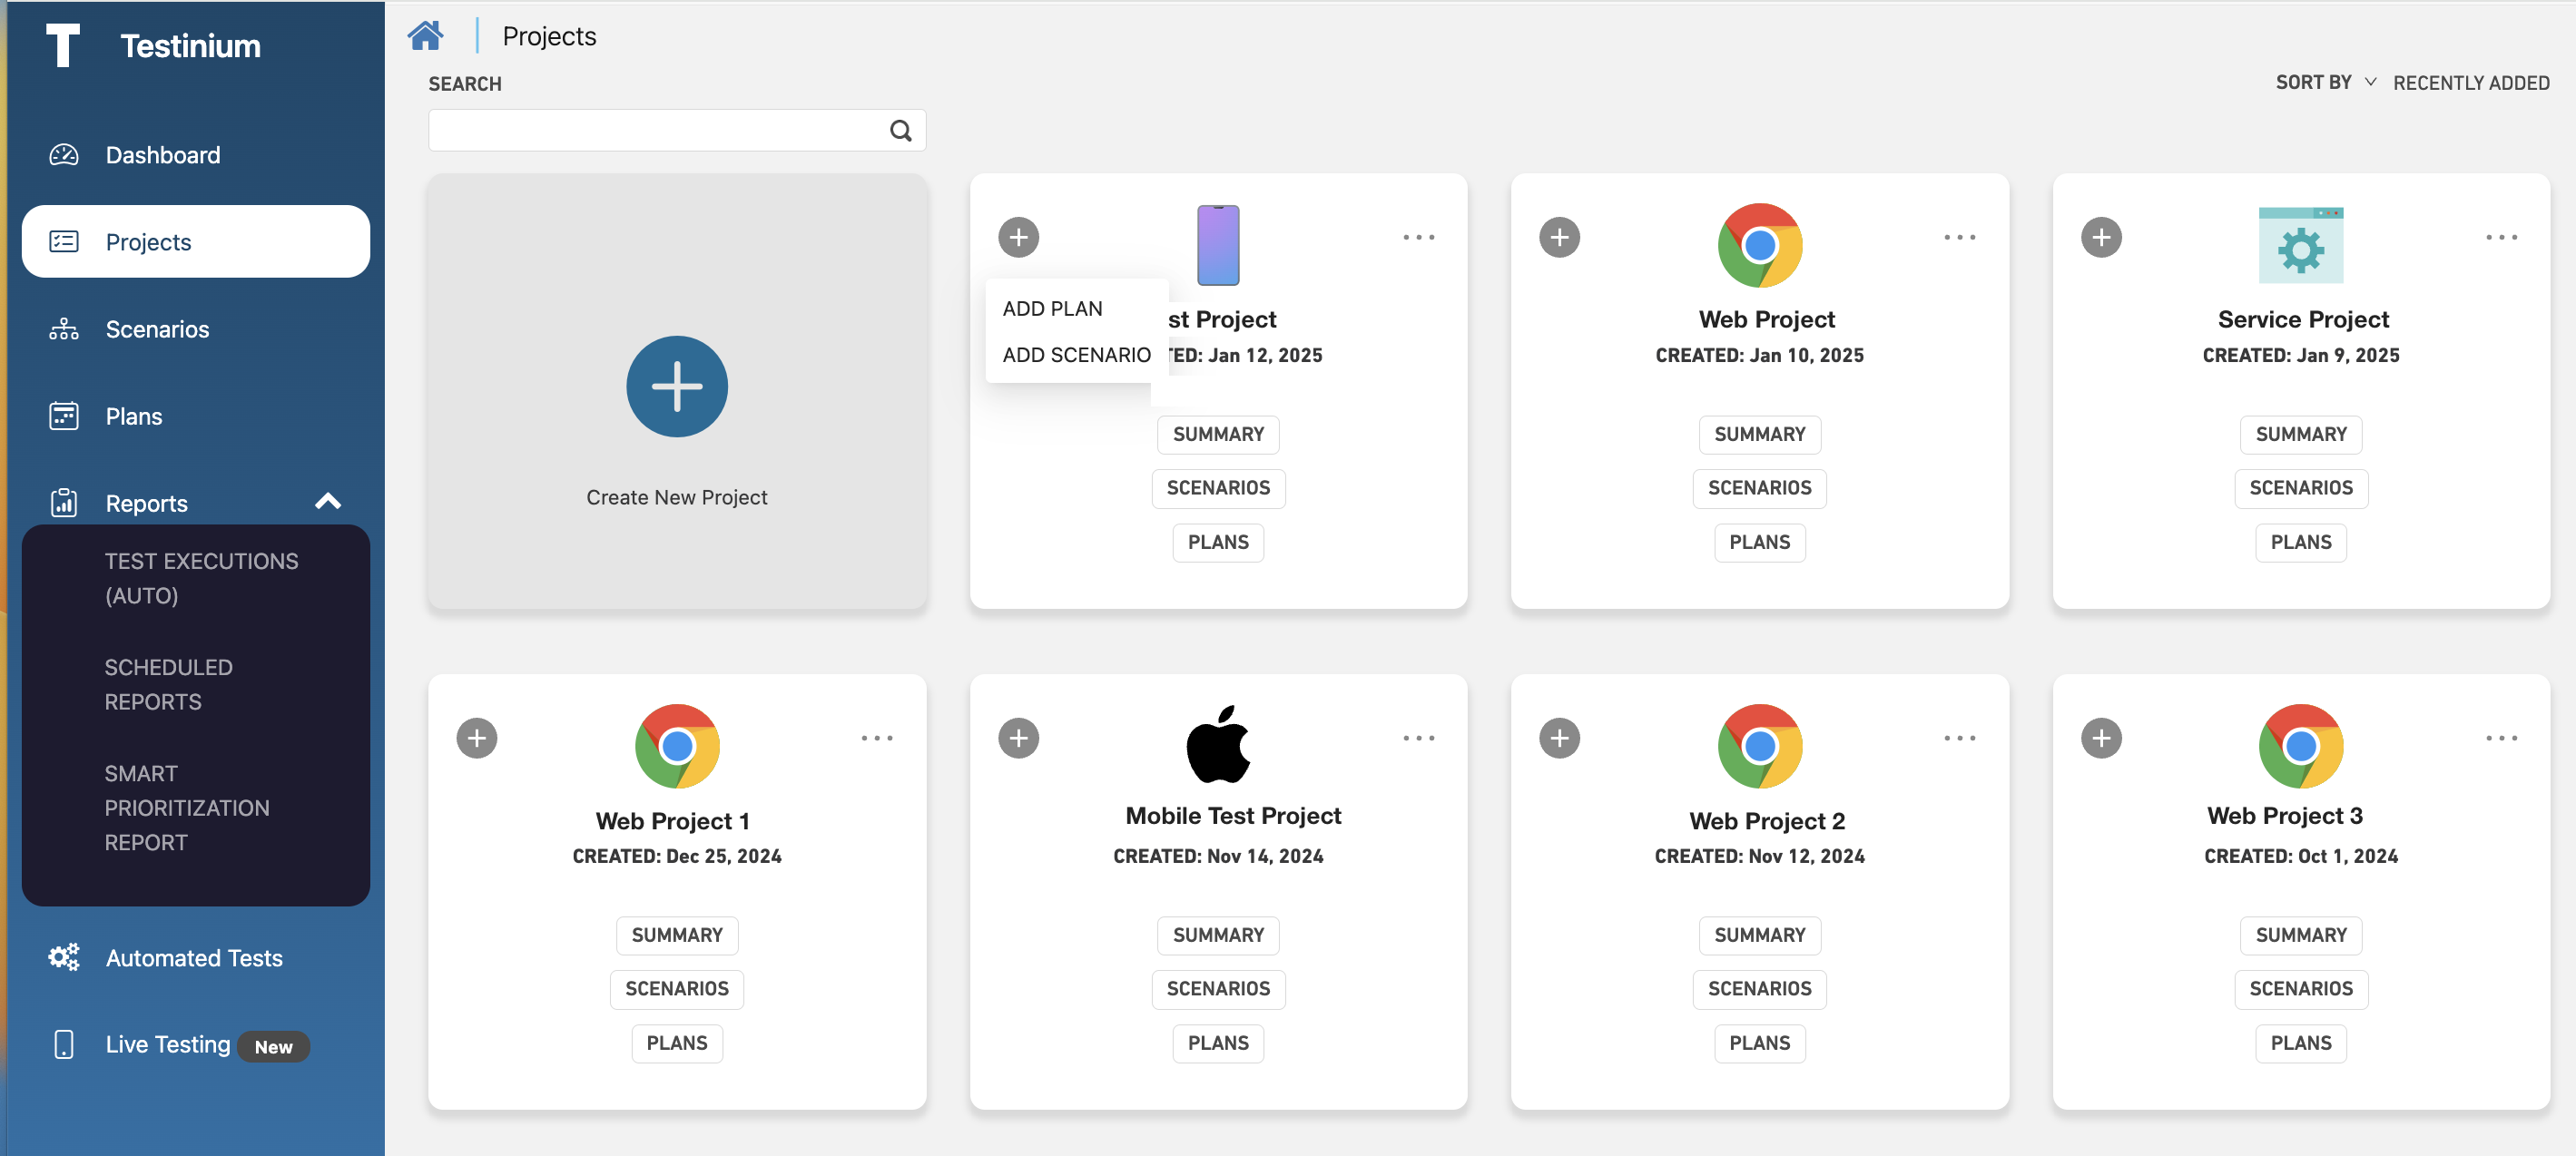 Testinium
Dashboard
Projects
Scenarios
Plans
Reports
TEST EXECUTIONS
(AUTO)
SCHEDULED
REPORTS
SMART
PRIORITIZATION
REPORT
Automated Tests
Live Testing New
Projects
SEARCH
SORT BY RECENTLY ADDED
Create New Project
ADD PLAN
ADD SCENARIO
st Project
TED: Jan 12, 2025
SUMMARY
SCENARIOS
PLANS
Web Project
CREATED: Jan 10, 2025
SUMMARY
SCENARIOS
PLANS
Service Project
CREATED: Jan 9, 2025
SUMMARY
SCENARIOS
PLANS
Web Project 1
CREATED: Dec 25, 2024
SUMMARY
SCENARIOS
PLANS
Mobile Test Project
CREATED: Nov 14, 2024
SUMMARY
SCENARIOS
PLANS
Web Project 2
CREATED: Nov 12, 2024
SUMMARY
SCENARIOS
PLANS
Web Project 3
CREATED: Oct 1, 2024
SUMMARY
SCENARIOS
PLANS